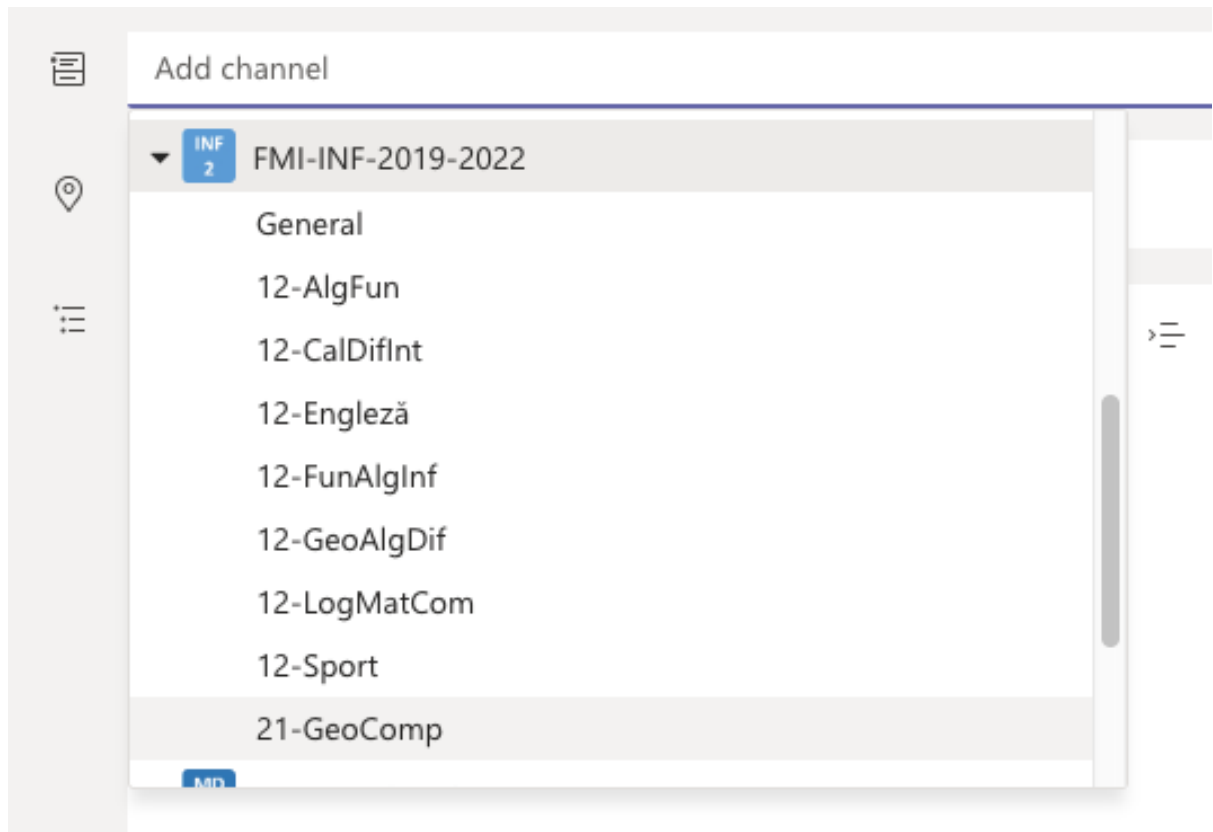 Add channel
INF
2
FMI-INF-2019-2022
General
12-AlgFun
12-CalDifInt
12-Engleză
12-FunAlgInf
12-GeoAlgDif
12-LogMatCom
12-Sport
21-GeoComp
MD